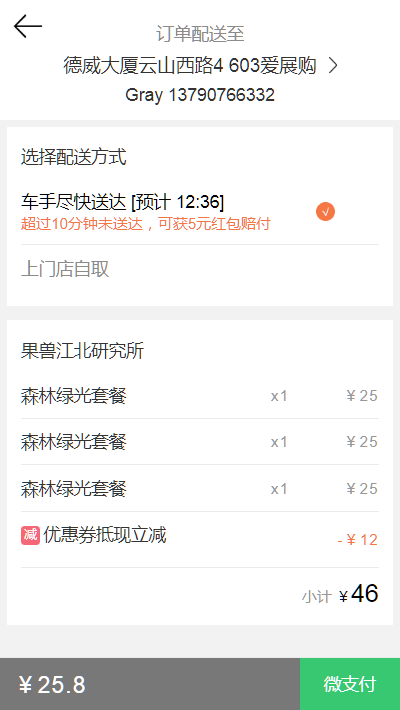 订单配送至
德威大厦云山西路4 603爱展购
Gray 13790766332
选择配送方式
车手尽快送达 [预计 12:36]
超过10分钟未送达，可获5元红包赔付
上门店自取
果兽江北研究所
森林绿光套餐 x1 ￥25
森林绿光套餐 x1 ￥25
森林绿光套餐 x1 ￥25
减 优惠券抵现立减 -￥12
小计 ￥46
￥25.8 微支付